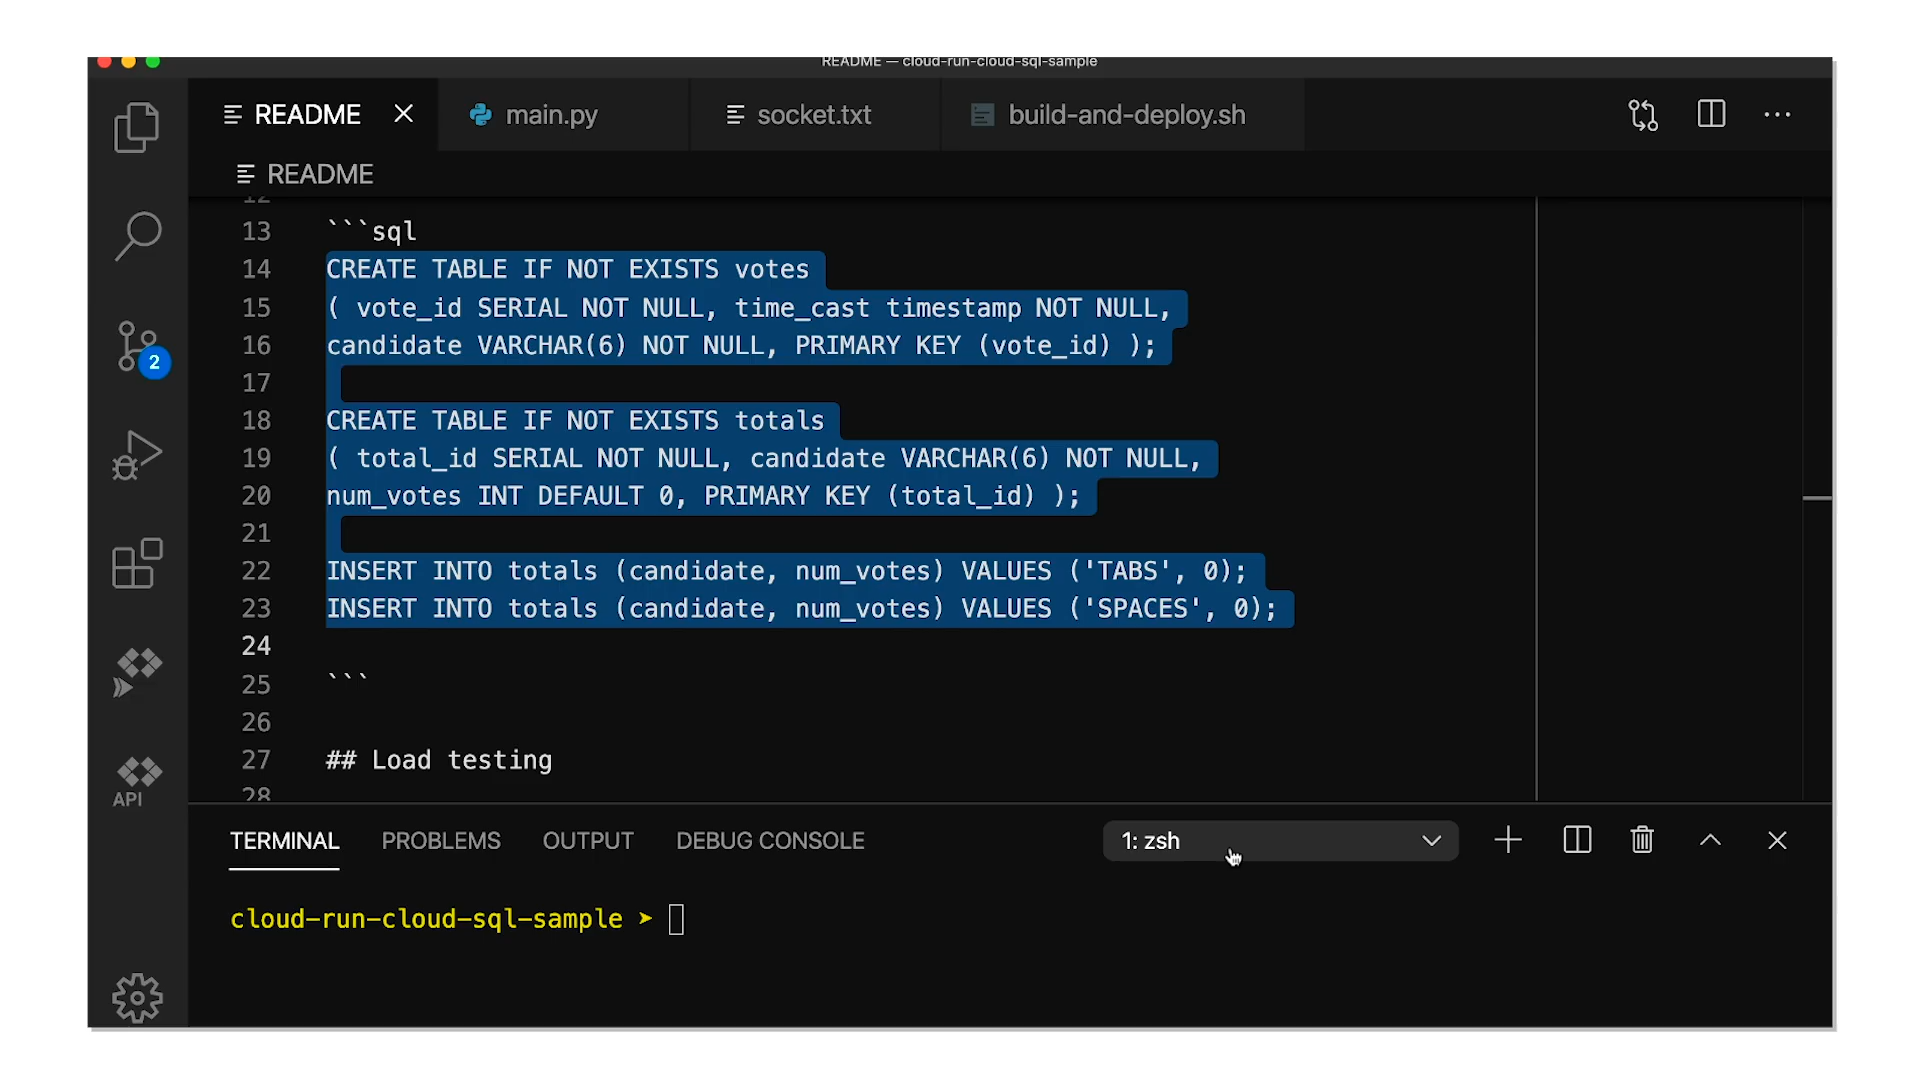 README — cloud-run-cloud-sql-sample
README
main.py
socket.txt
build-and-deploy.sh
README
12
13 ```sql
14 CREATE TABLE IF NOT EXISTS votes
15 ( vote_id SERIAL NOT NULL, time_cast timestamp NOT NULL,
16 candidate VARCHAR(6) NOT NULL, PRIMARY KEY (vote_id) );
17
18 CREATE TABLE IF NOT EXISTS totals
19 ( total_id SERIAL NOT NULL, candidate VARCHAR(6) NOT NULL,
20 num_votes INT DEFAULT 0, PRIMARY KEY (total_id) );
21
22 INSERT INTO totals (candidate, num_votes) VALUES ('TABS', 0);
23 INSERT INTO totals (candidate, num_votes) VALUES ('SPACES', 0);
24
25 ```
26
27 ## Load testing
28
2
API
TERMINAL PROBLEMS OUTPUT DEBUG CONSOLE 1: zsh
cloud-run-cloud-sql-sample ➤